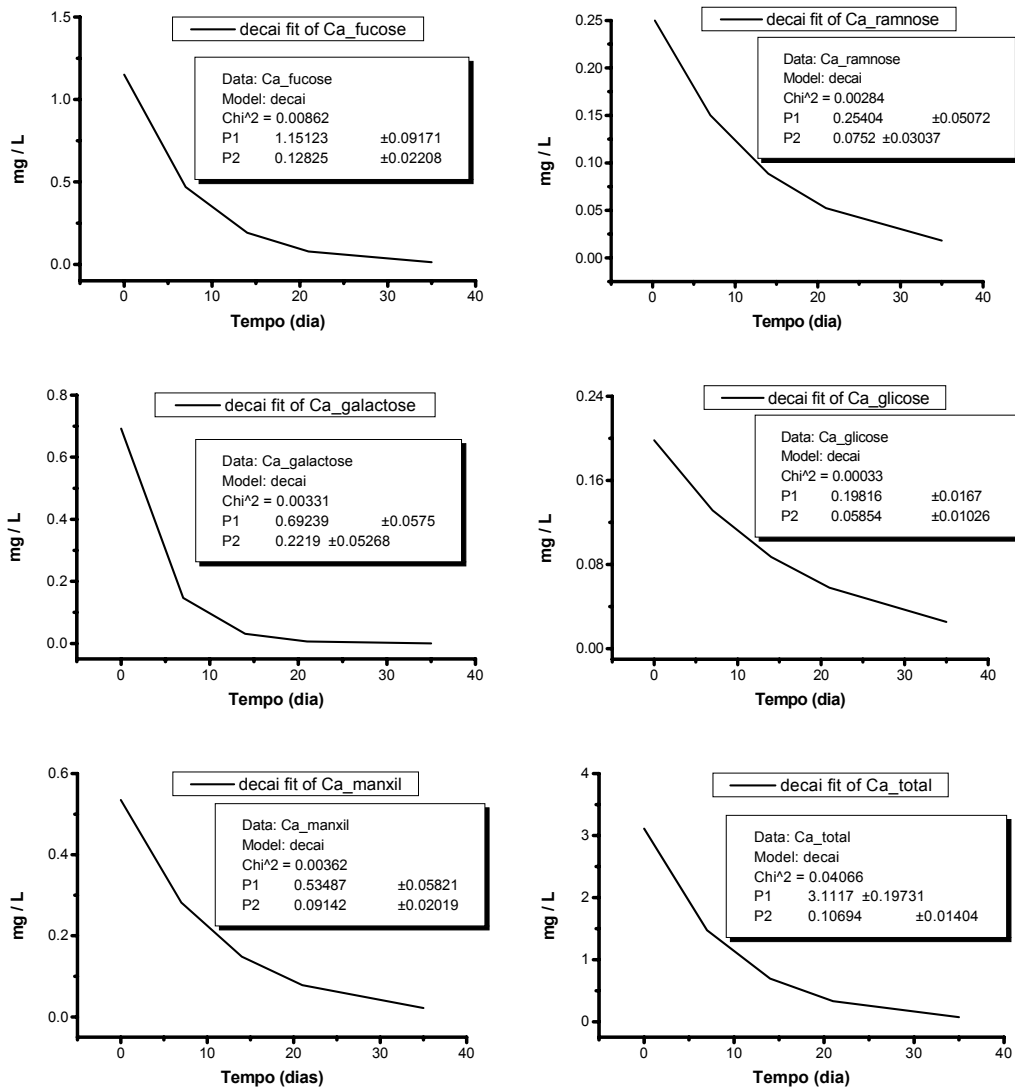 decai fit of Ca_fucose
Data: Ca_fucose
Model: decai
Chi^2 = 0.00862
P1 1.15123 ±0.09171
P2 0.12825 ±0.02208
mg / L
1.5
1.0
0.5
0.0
0 10 20 30 40
Tempo (dia)
decai fit of Ca_ramnose
Data: Ca_ramnose
Model: decai
Chi^2 = 0.00284
P1 0.25404 ±0.05072
P2 0.0752 ±0.03037
mg / L
0.25
0.20
0.15
0.10
0.05
0.00
0 10 20 30 40
Tempo (dia)
decai fit of Ca_galactose
Data: Ca_galactose
Model: decai
Chi^2 = 0.00331
P1 0.69239 ±0.0575
P2 0.2219 ±0.05268
mg / L
0.8
0.6
0.4
0.2
0.0
0 10 20 30 40
Tempo (dia)
decai fit of Ca_glicose
Data: Ca_glicose
Model: decai
Chi^2 = 0.00033
P1 0.19816 ±0.0167
P2 0.05854 ±0.01026
mg / L
0.24
0.16
0.08
0.00
0 10 20 30 40
Tempo (dia)
decai fit of Ca_manxil
Data: Ca_manxil
Model: decai
Chi^2 = 0.00362
P1 0.53487 ±0.05821
P2 0.09142 ±0.02019
mg / L
0.6
0.4
0.2
0.0
0 10 20 30 40
Tempo (dias)
decai fit of Ca_total
Data: Ca_total
Model: decai
Chi^2 = 0.04066
P1 3.1117 ±0.19731
P2 0.10694 ±0.01404
mg / L
4
3
2
1
0
0 10 20 30 40
Tempo (dia)